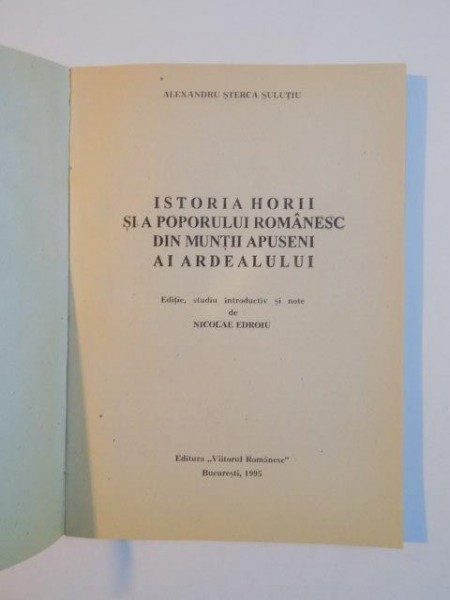 ALEXANDRU ȘTERCA ȘULUȚIU
ISTORIA HORII
ȘI A POPORULUI ROMÂNESC
DIN MUNȚII APUSENI
AI ARDEALULUI
Ediție, studiu introductiv și note
de
NICOLAE EDROIU
Editura „Viitorul Românesc"
București, 1995